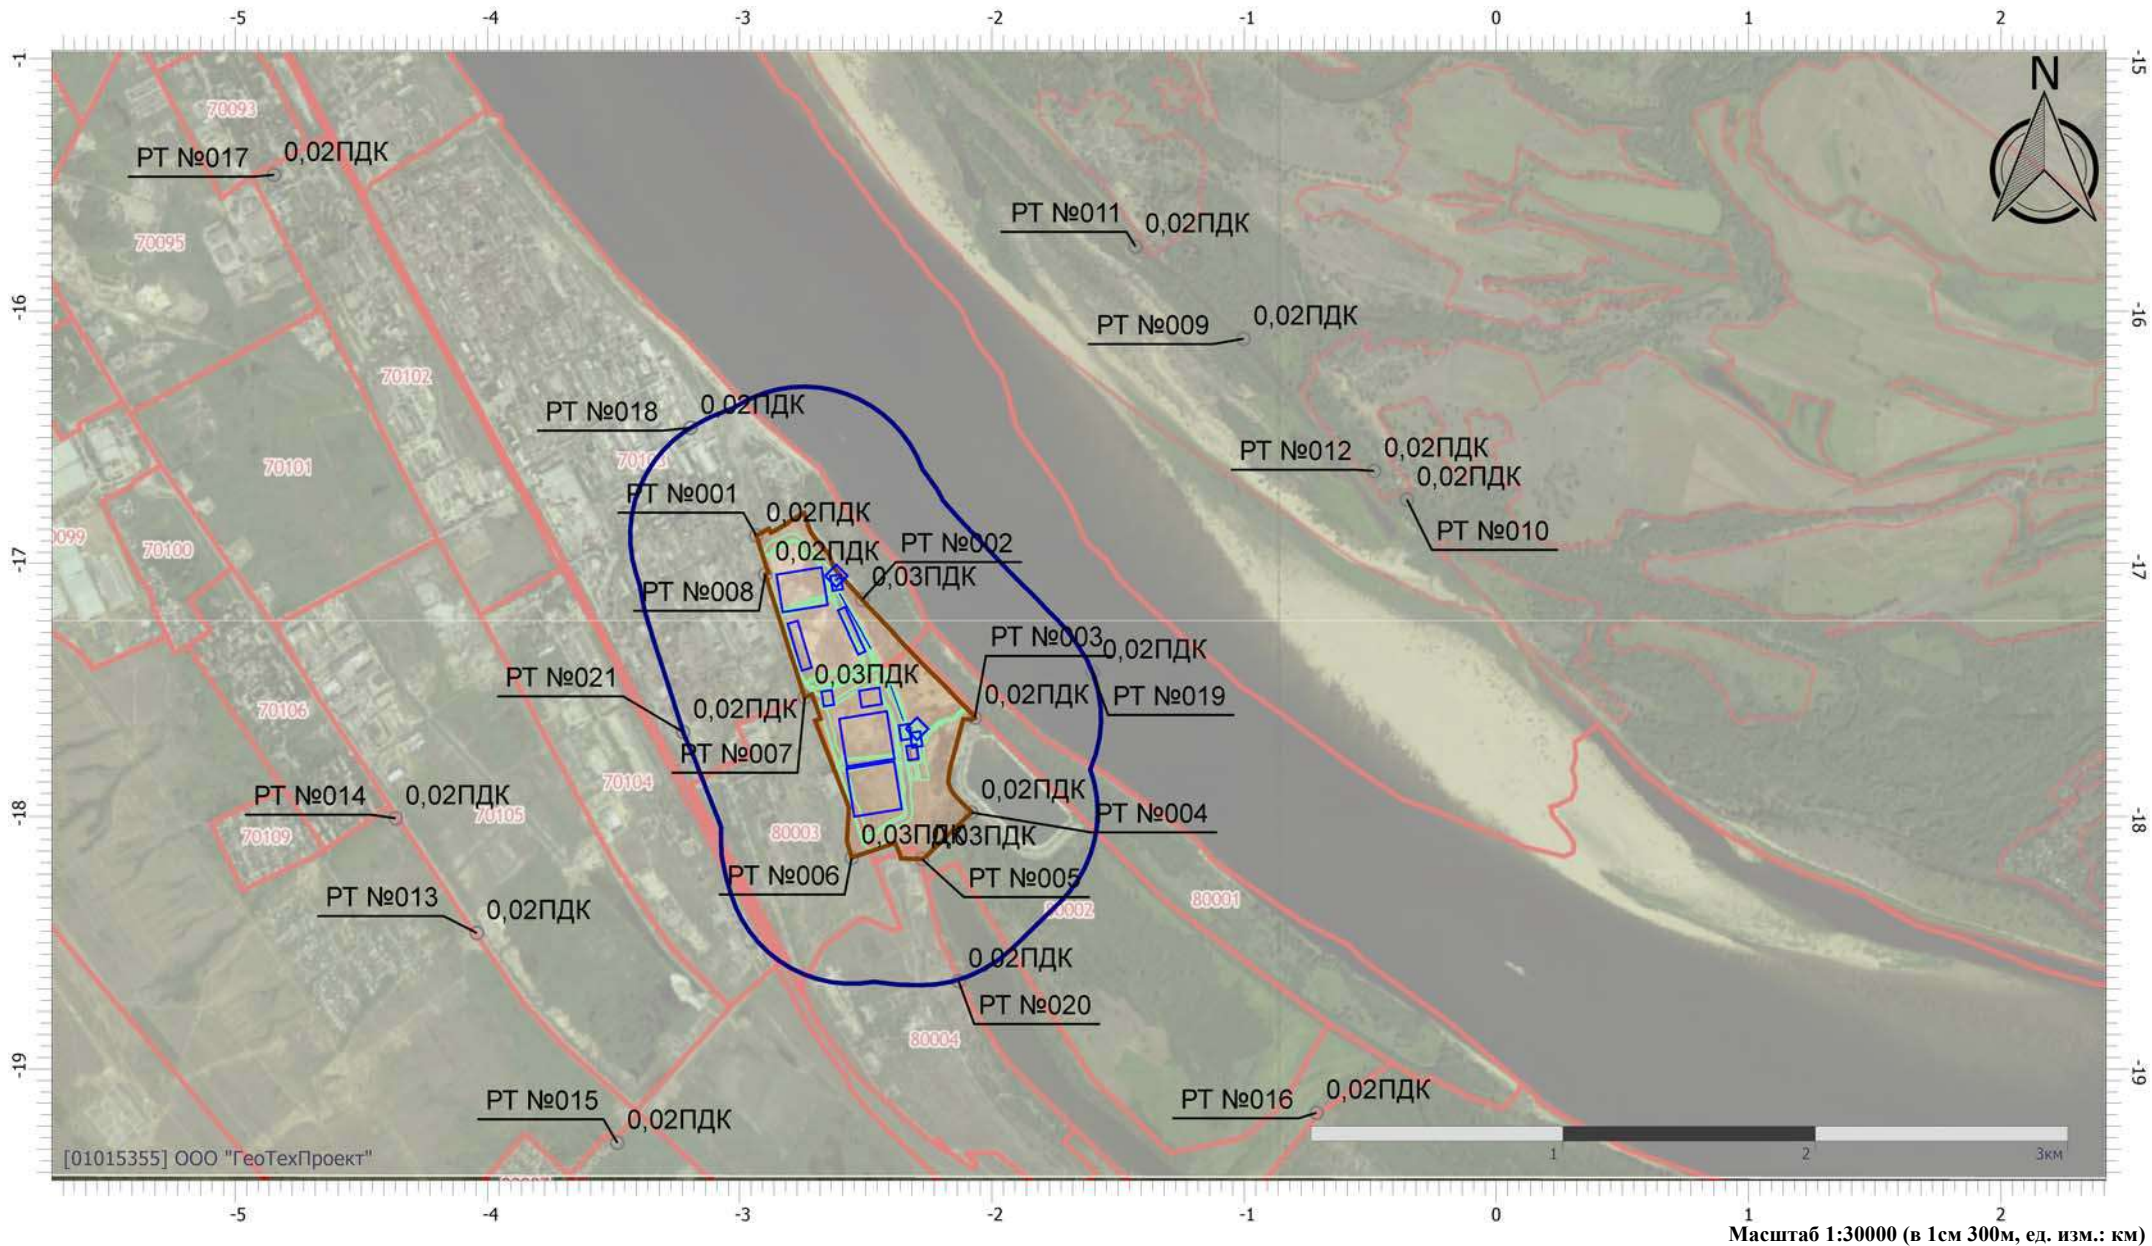 -5 -4 -3 -2 -1 0 1 2
-1
-15
N
70093
РТ №017
0,02ПДК
РТ №011
0,02ПДК
70095
-16
-16
РТ №009
0,02ПДК
70102
РТ №018
0,02ПДК
70103
70101
РТ №012
0,02ПДК
0,02ПДК
РТ №010
РТ №001
0,02ПДК
70099
70100
0,02ПДК
РТ №002
0,03ПДК
РТ №008
-17
-17
РТ №003
0,02ПДК
0,03ПДК
РТ №021
0,02ПДК
РТ №019
70106
0,02ПДК
РТ №007
70104
РТ №014
0,02ПДК
0,02ПДК
РТ №004
70105
70109
80003
0,03ПДК
0,03ПДК
-18
-18
РТ №006
РТ №005
РТ №013
0,02ПДК
80002
80001
0,02ПДК
РТ №020
80004
-19
-19
РТ №015
0,02ПДК
РТ №016
0,02ПДК
[01015355] ООО "ГеоТехПроект"
1 2 3км
-5 -4 -3 -2 -1 0 1 2
Масштаб 1:30000 (в 1см 300м, ед. изм.: км)